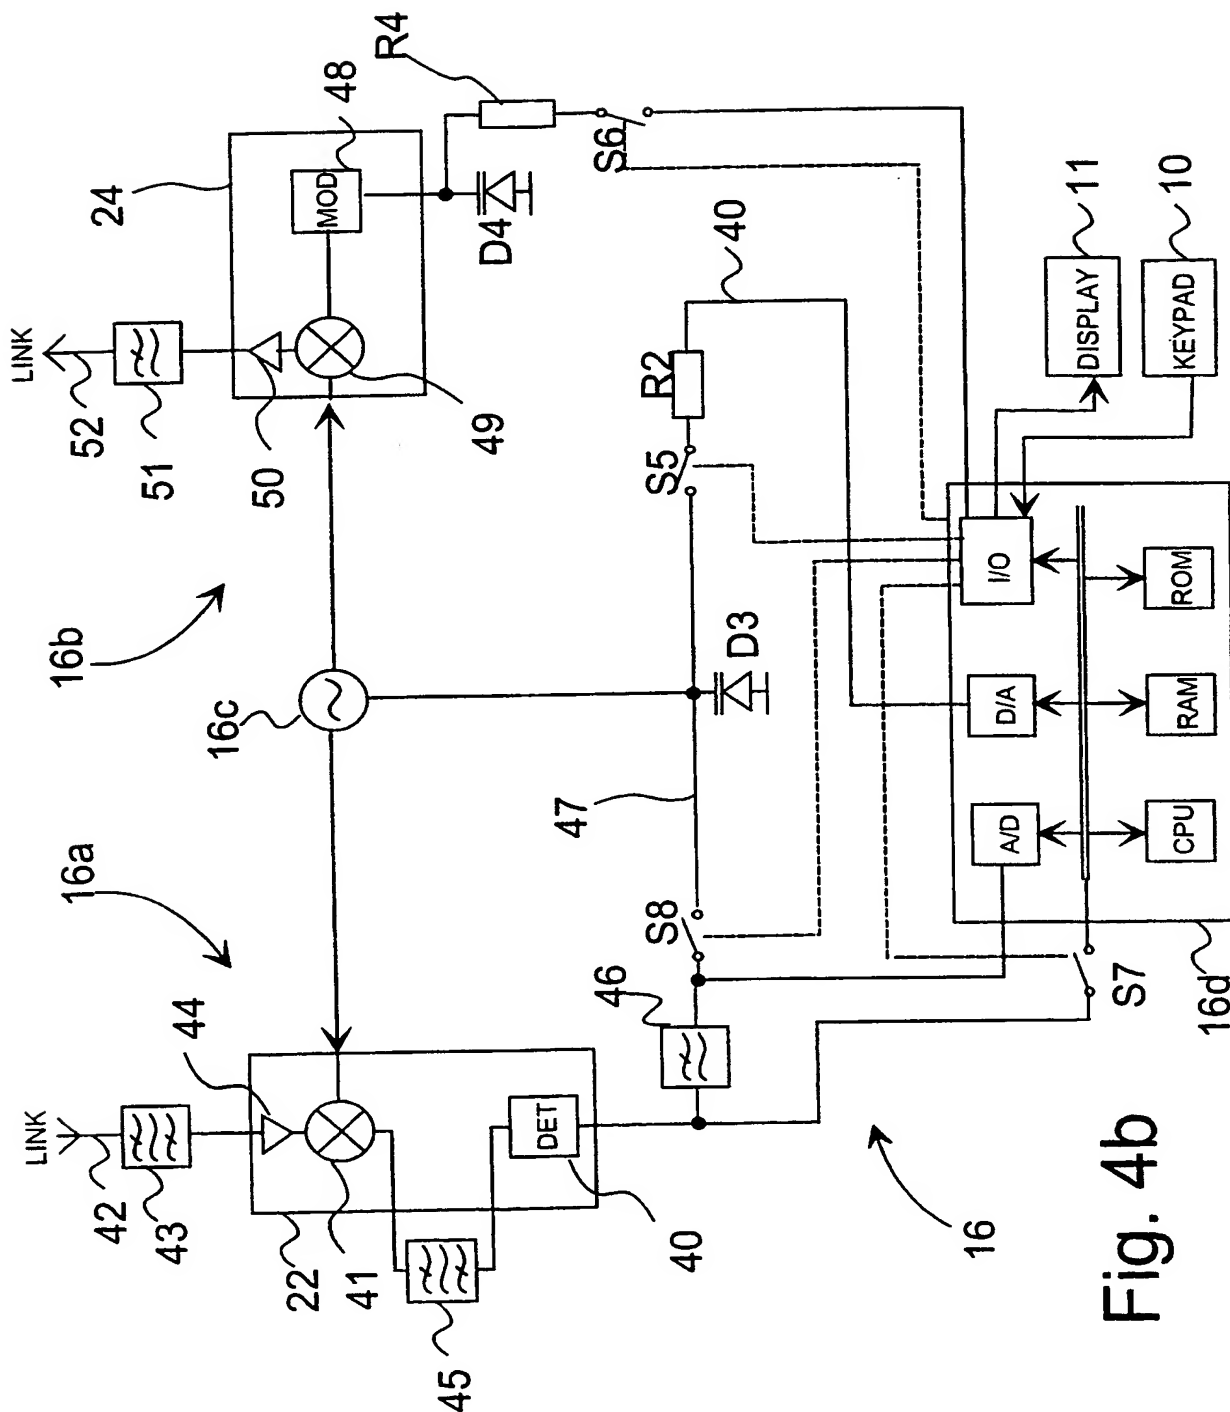 LINK
42
43
44
16a
22
41
45
40
DET
46
S8
47
16c
16b
D3
LINK
52
51
50
49
24
MOD
48
R4
D4
S6
S5
R2
40
16
S7
16d
A/D
D/A
I/O
CPU
RAM
ROM
DISPLAY
11
KEYPAD
10
Fig. 4b